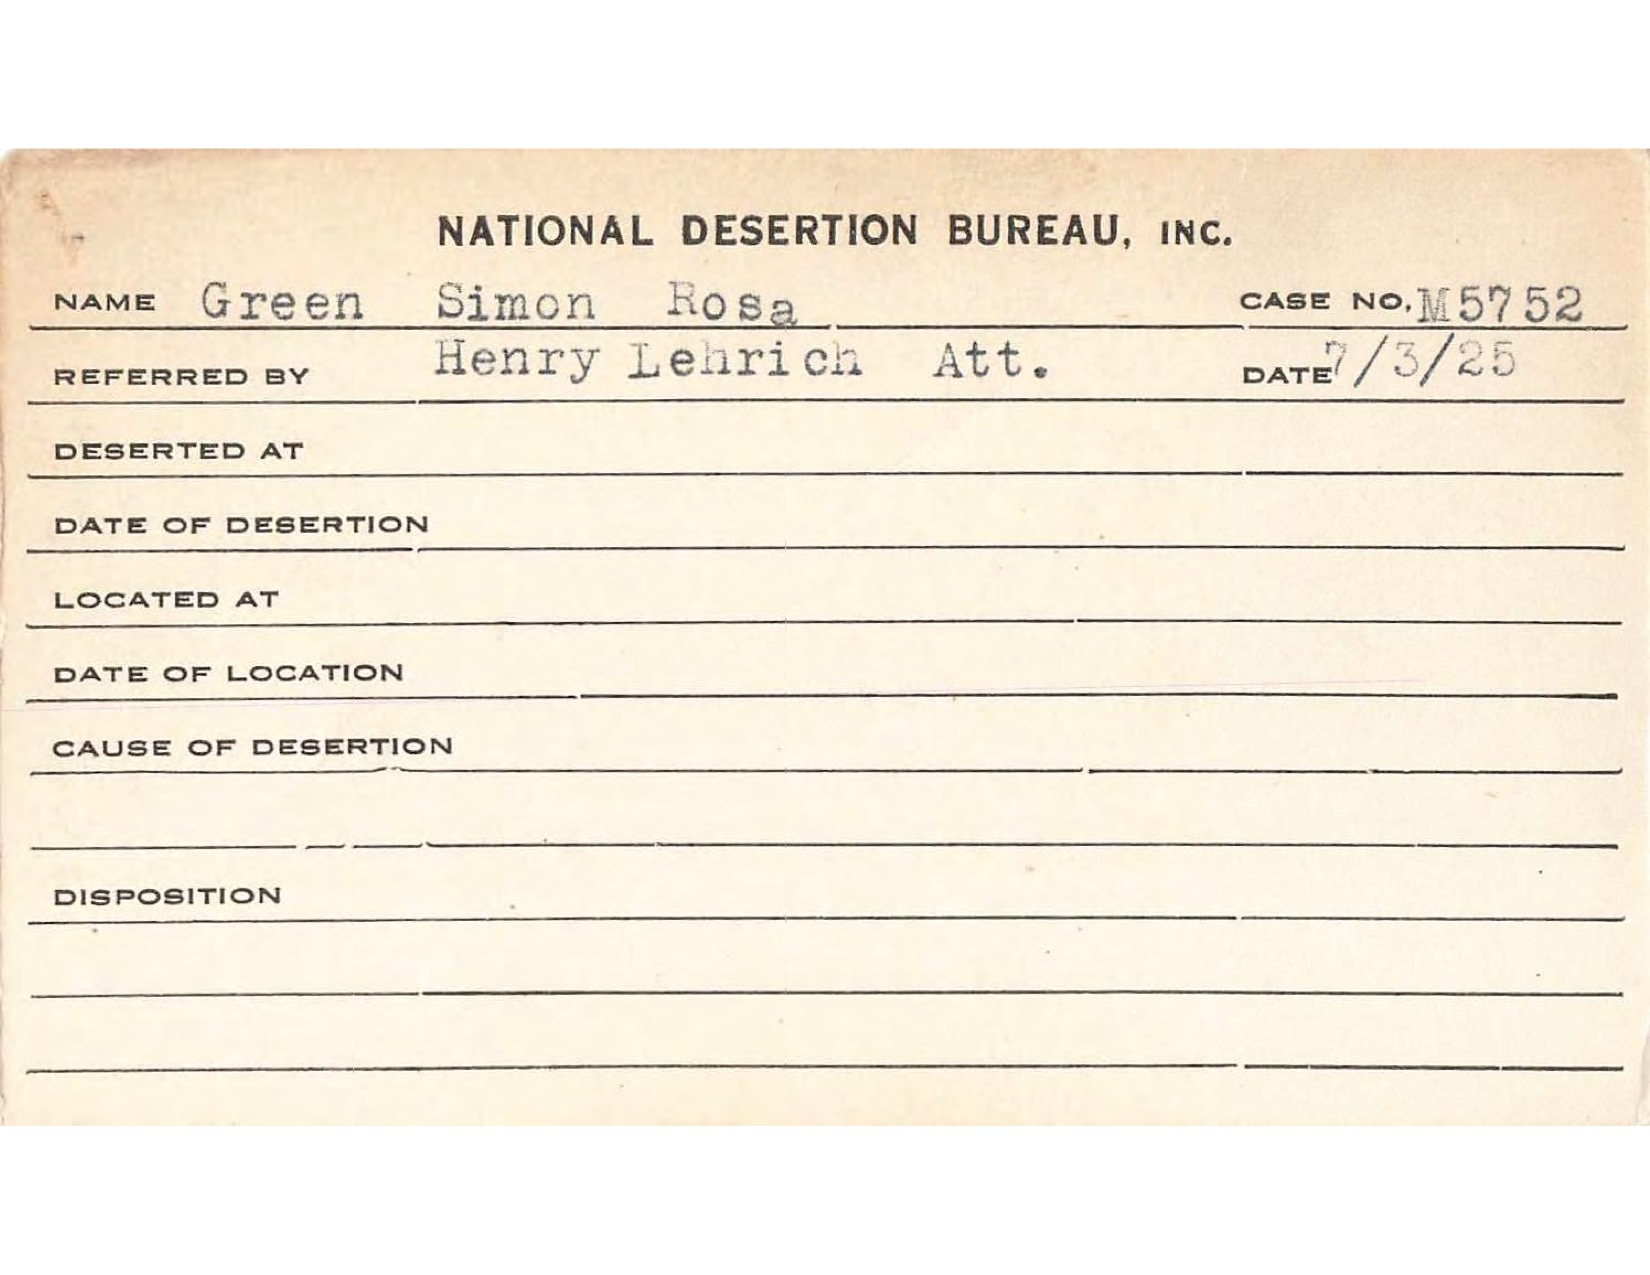 NATIONAL DESERTION BUREAU, INC.
NAME Green Simon Rosa CASE NO. M5752
REFERRED BY Henry Lehrich Att. DATE 7/3/25
DESERTED AT
DATE OF DESERTION
LOCATED AT
DATE OF LOCATION
CAUSE OF DESERTION
DISPOSITION